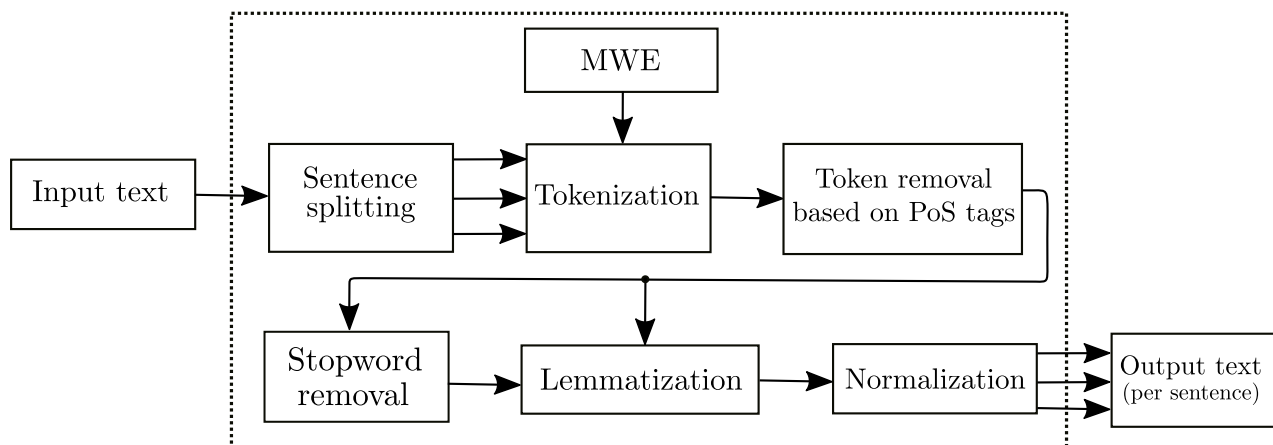 MWE
Input text
Sentence
splitting
Tokenization
Token removal
based on PoS tags
Stopword
removal
Lemmatization
Normalization
Output text
(per sentence)